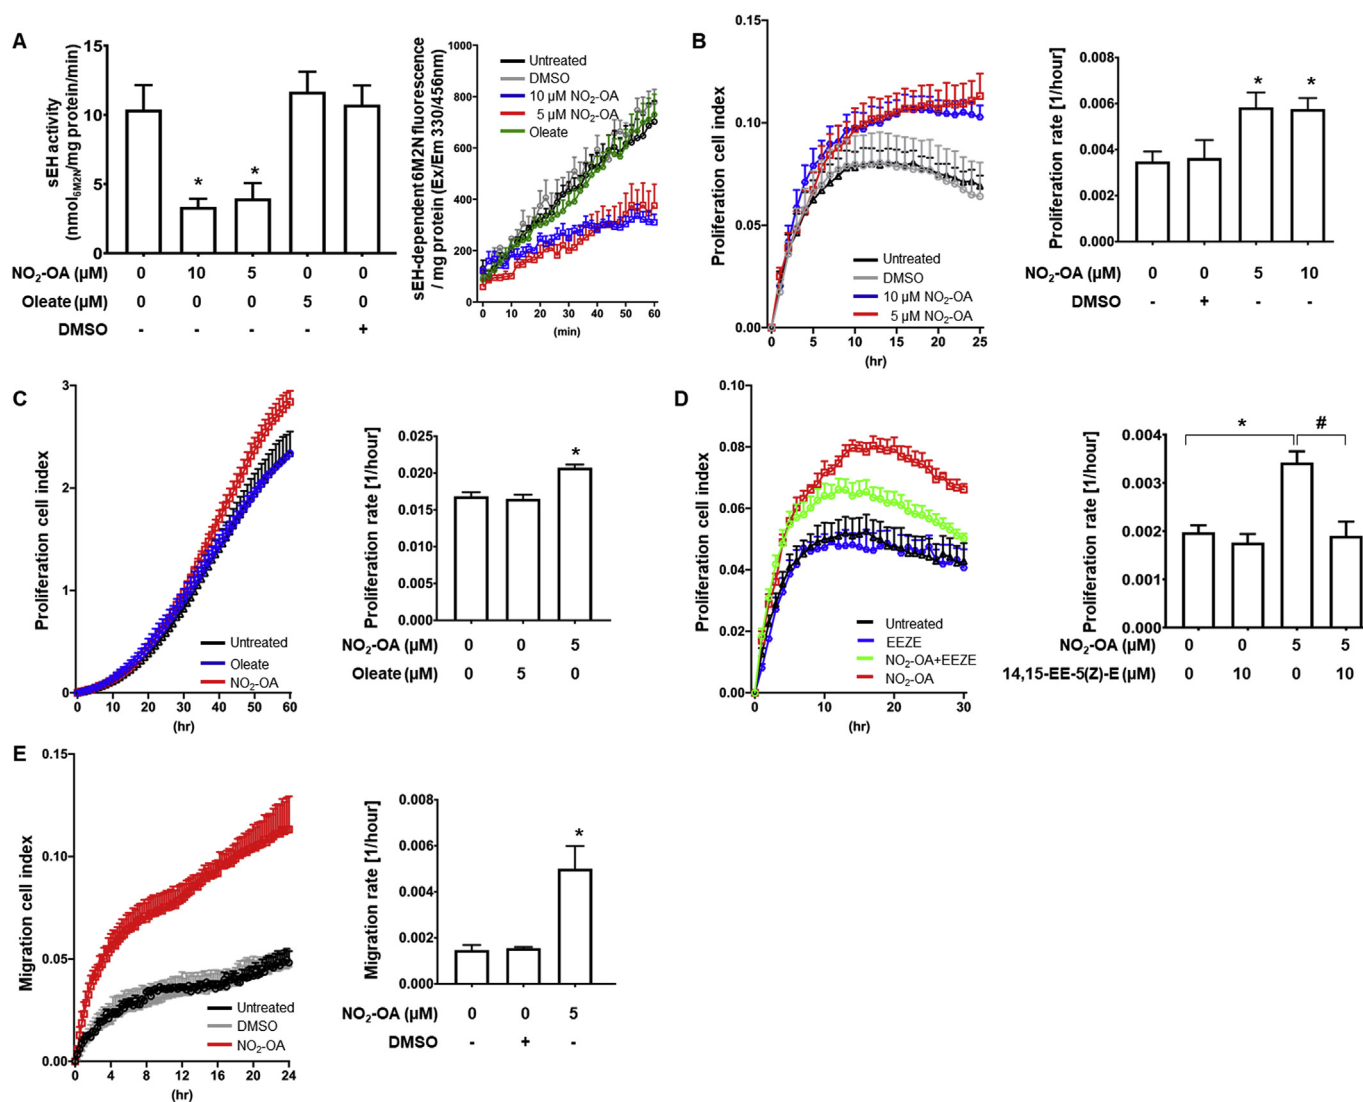 A
sEH activity
(nmol6M2N/mg protein/min)
15
10
5
0
NO2-OA (µM) 0 10 5 0 0
Oleate (µM) 0 0 0 5 0
DMSO - - - - +
* *
sEH-dependent 6M2N fluorescence
/ mg protein (Ex/Em 330/456nm)
1000
800
600
400
200
0
Untreated
DMSO
10 µM NO2-OA
5 µM NO2-OA
Oleate
0 10 20 30 40 50 60
(min)
B
Proliferation cell index
0.15
0.10
0.05
0.00
Untreated
DMSO
10 µM NO2-OA
5 µM NO2-OA
0 5 10 15 20 25
(hr)
Proliferation rate [1/hour]
0.008
0.006
0.004
0.002
0.000
* *
NO2-OA (µM) 0 0 5 10
DMSO - + - -
C
Proliferation cell index
3
2
1
0
Untreated
Oleate
NO2-OA
0 10 20 30 40 50 60
(hr)
Proliferation rate [1/hour]
0.025
0.020
0.015
0.010
0.005
0.000
*
NO2-OA (µM) 0 0 5
Oleate (µM) 0 5 0
D
Proliferation cell index
0.10
0.08
0.06
0.04
0.02
0.00
Untreated
EEZE
NO2-OA+EEZE
NO2-OA
0 10 20 30
(hr)
Proliferation rate [1/hour]
0.004
0.003
0.002
0.001
0.000
* #
NO2-OA (µM) 0 0 5 5
14,15-EE-5(Z)-E (µM) 0 10 0 10
E
Migration cell index
0.15
0.10
0.05
0.00
Untreated
DMSO
NO2-OA
0 4 8 12 16 20 24
(hr)
Migration rate [1/hour]
0.008
0.006
0.004
0.002
0.000
*
NO2-OA (µM) 0 0 5
DMSO - + -